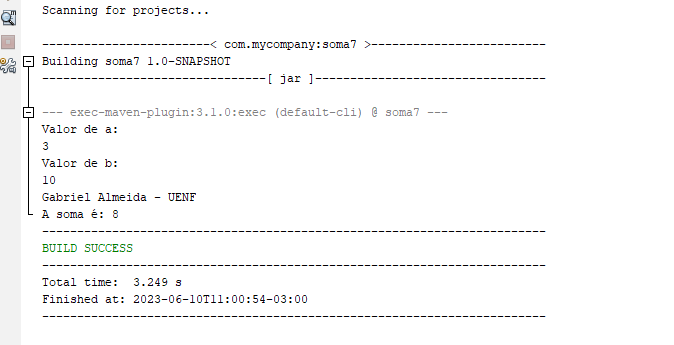 Scanning for projects...
------------------------< com.mycompany:soma7 >-------------------------
Building soma7 1.0-SNAPSHOT
--------------------------------[ jar ]---------------------------------
--- exec-maven-plugin:3.1.0:exec (default-cli) @ soma7 ---
Valor de a:
3
Valor de b:
10
Gabriel Almeida - UENF
A soma é: 8
------------------------------------------------------------------------
BUILD SUCCESS
------------------------------------------------------------------------
Total time:  3.249 s
Finished at: 2023-06-10T11:00:54-03:00
------------------------------------------------------------------------